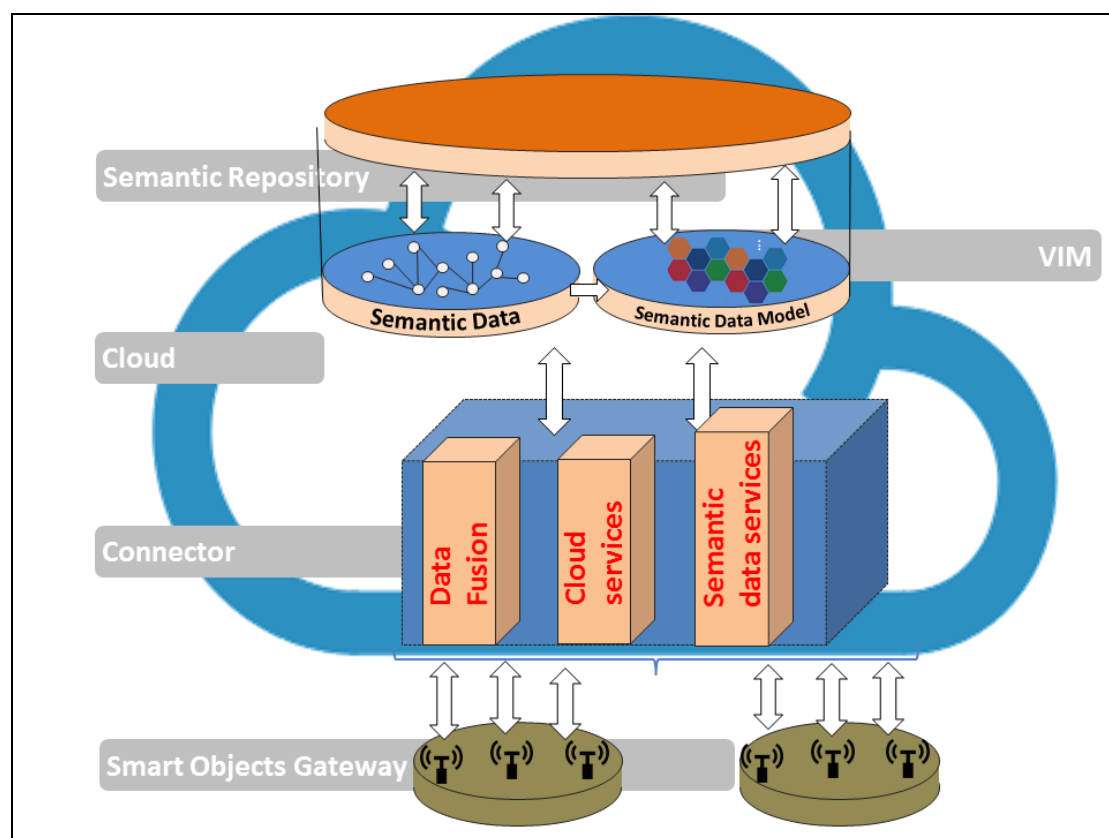 Semantic Repository
VIM
Semantic Data
Semantic Data Model
Cloud
Connector
Data
Fusion
Cloud
services
Semantic
data services
Smart Objects Gateway